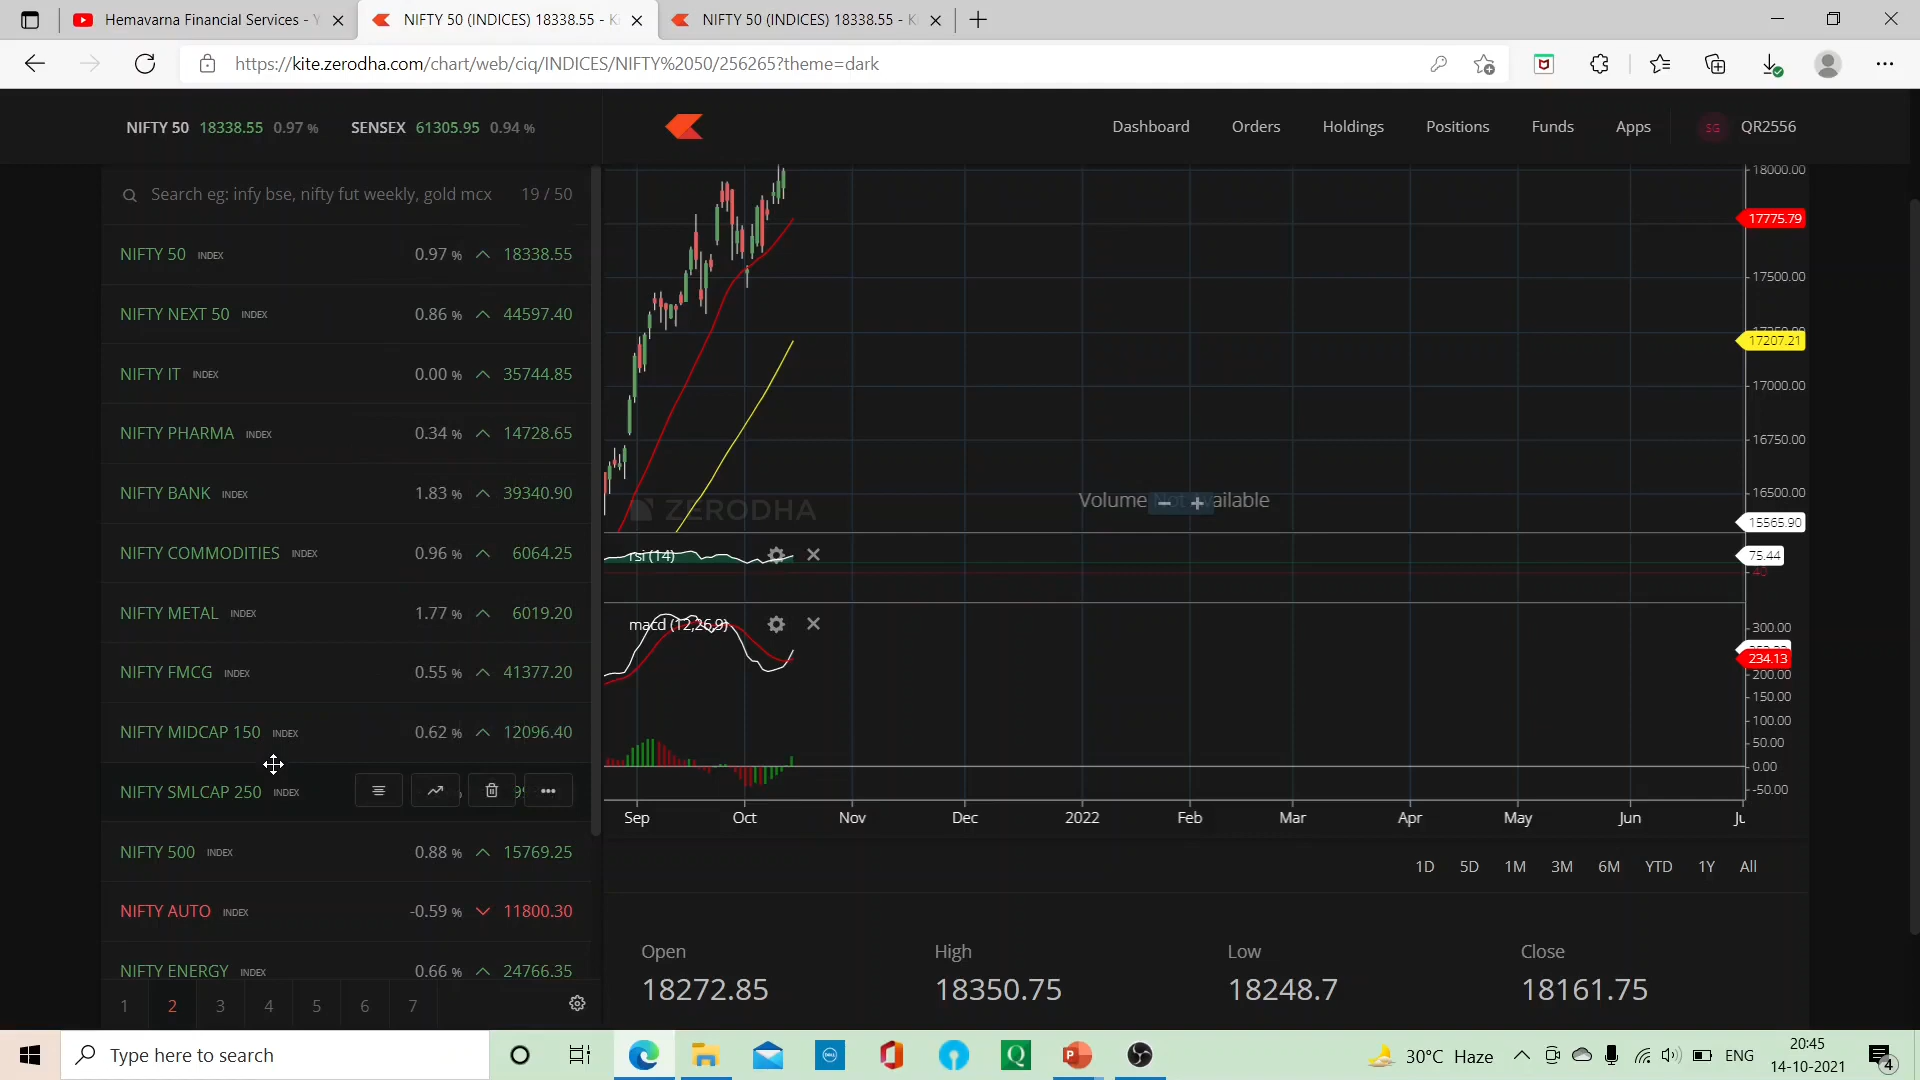 Hemavarna Financial Services - Y
NIFTY 50 (INDICES) 18338.55 - Ki
NIFTY 50 (INDICES) 18338.55 - K
https://kite.zerodha.com/chart/web/ciq/INDICES/NIFTY%2050/256265?theme=dark
NIFTY 50 18338.55 0.97 % SENSEX 61305.95 0.94 %
Dashboard Orders Holdings Positions Funds Apps SG QR2556
Search eg: infy bse, nifty fut weekly, gold mcx 19 / 50
NIFTY 50 INDEX 0.97 % 18338.55
NIFTY NEXT 50 INDEX 0.86 % 44597.40
NIFTY IT INDEX 0.00 % 35744.85
NIFTY PHARMA INDEX 0.34 % 14728.65
NIFTY BANK INDEX 1.83 % 39340.90
NIFTY COMMODITIES INDEX 0.96 % 6064.25
NIFTY METAL INDEX 1.77 % 6019.20
NIFTY FMCG INDEX 0.55 % 41377.20
NIFTY MIDCAP 150 INDEX 0.62 % 12096.40
NIFTY SMLCAP 250 INDEX
NIFTY 500 INDEX 0.88 % 15769.25
NIFTY AUTO INDEX -0.59 % 11800.30
NIFTY ENERGY INDEX 0.66 % 24766.35
1 2 3 4 5 6 7
18000.00
17775.79
17500.00
17207.21
17000.00
16750.00
16500.00
15565.90
ZERODHA
Volume Not available
rsi (14)
75.44
40
macd (12,26,9)
300.00
234.13
200.00
150.00
100.00
50.00
0.00
-50.00
Sep Oct Nov Dec 2022 Feb Mar Apr May Jun
1D 5D 1M 3M 6M YTD 1Y All
Open High Low Close
18272.85 18350.75 18248.7 18161.75
Type here to search
30°C Haze
ENG
20:45
14-10-2021
4